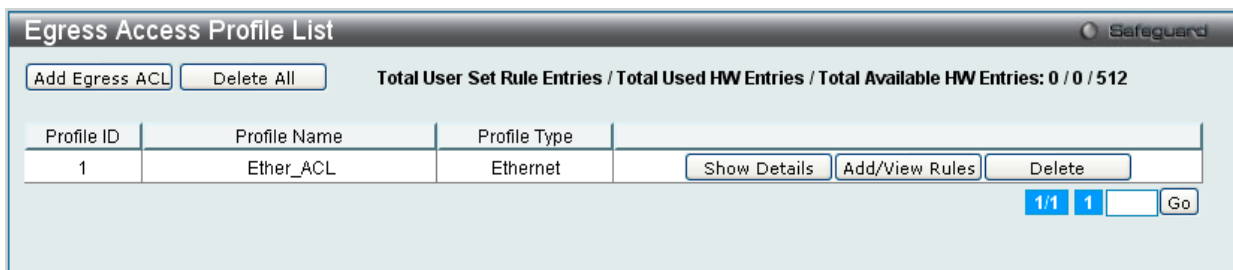 Egress Access Profile List Safeguard
Add Egress ACL Delete All Total User Set Rule Entries / Total Used HW Entries / Total Available HW Entries: 0 / 0 / 512
Profile ID Profile Name Profile Type
1 Ether_ACL Ethernet Show Details Add/View Rules Delete
1/1 1 Go